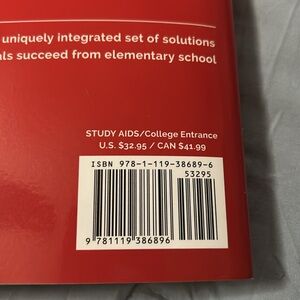 uniquely integrated set of solutions
als succeed from elementary school
STUDY AIDS/College Entrance
U.S. $32.95 / CAN $41.99
ISBN 978-1-119-38689-6
53295
9 781119 386896